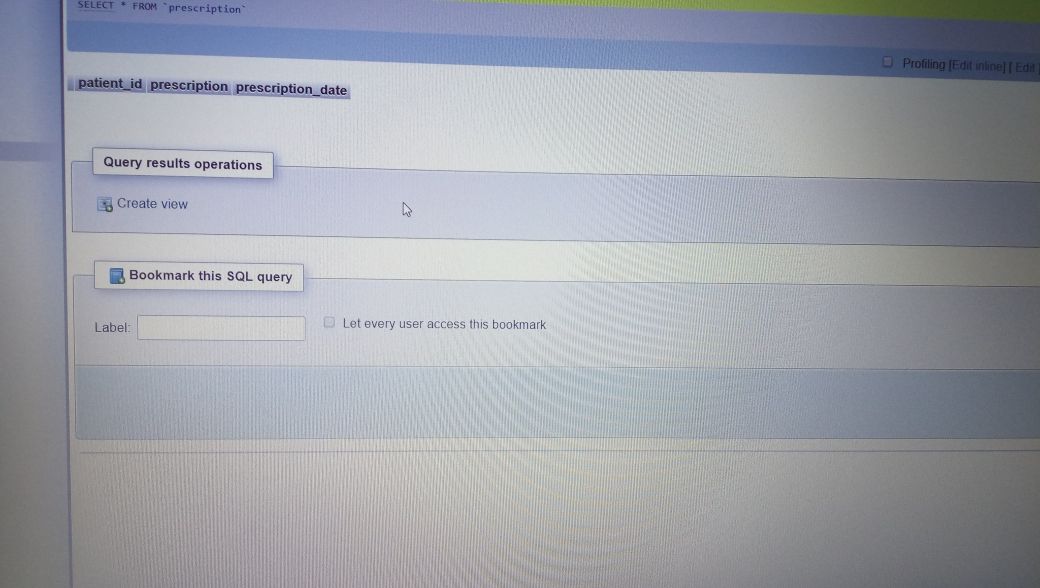 SELECT * FROM `prescription`
Profiling [Edit inline] [ Edit ]
patient_id prescription prescription_date
Query results operations
Create view
Bookmark this SQL query
Label:
Let every user access this bookmark